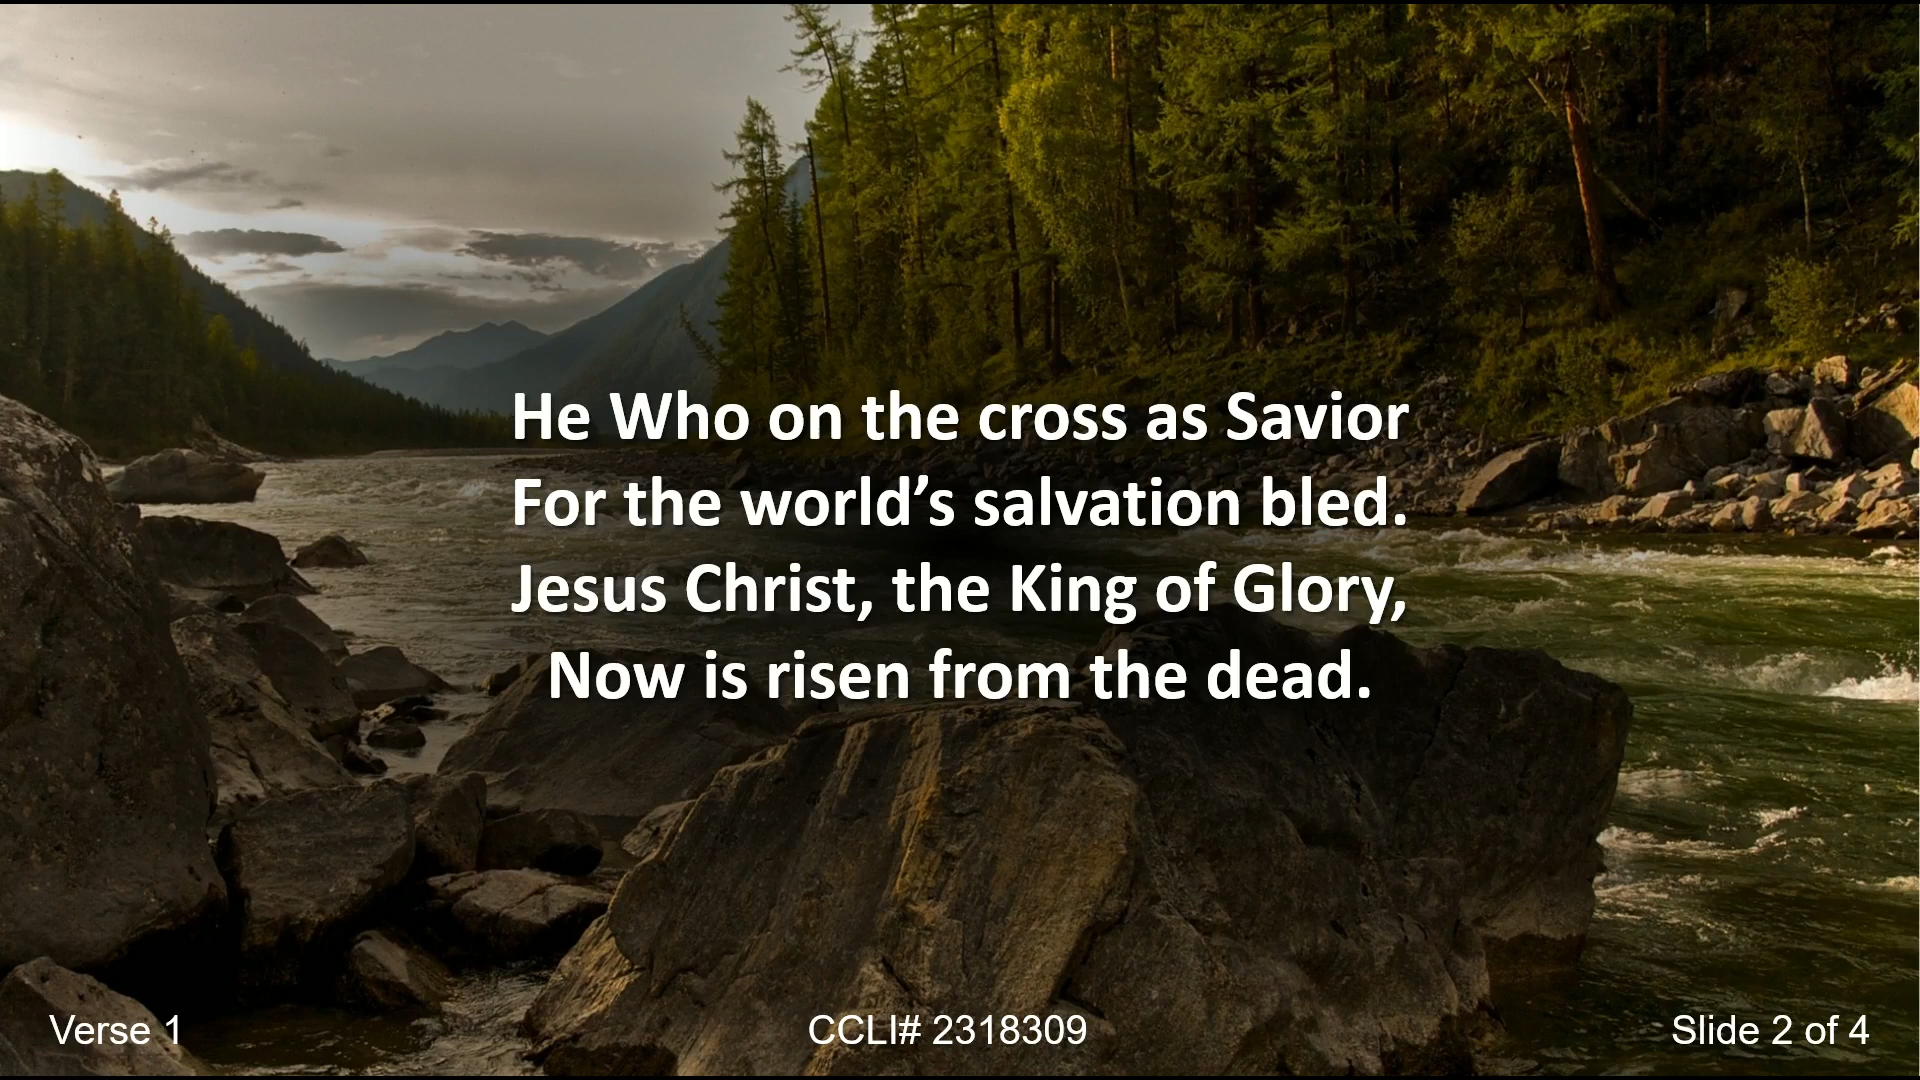 He Who on the cross as Savior
For the world’s salvation bled.
Jesus Christ, the King of Glory,
Now is risen from the dead.
Verse 1
CCLI# 2318309
Slide 2 of 4